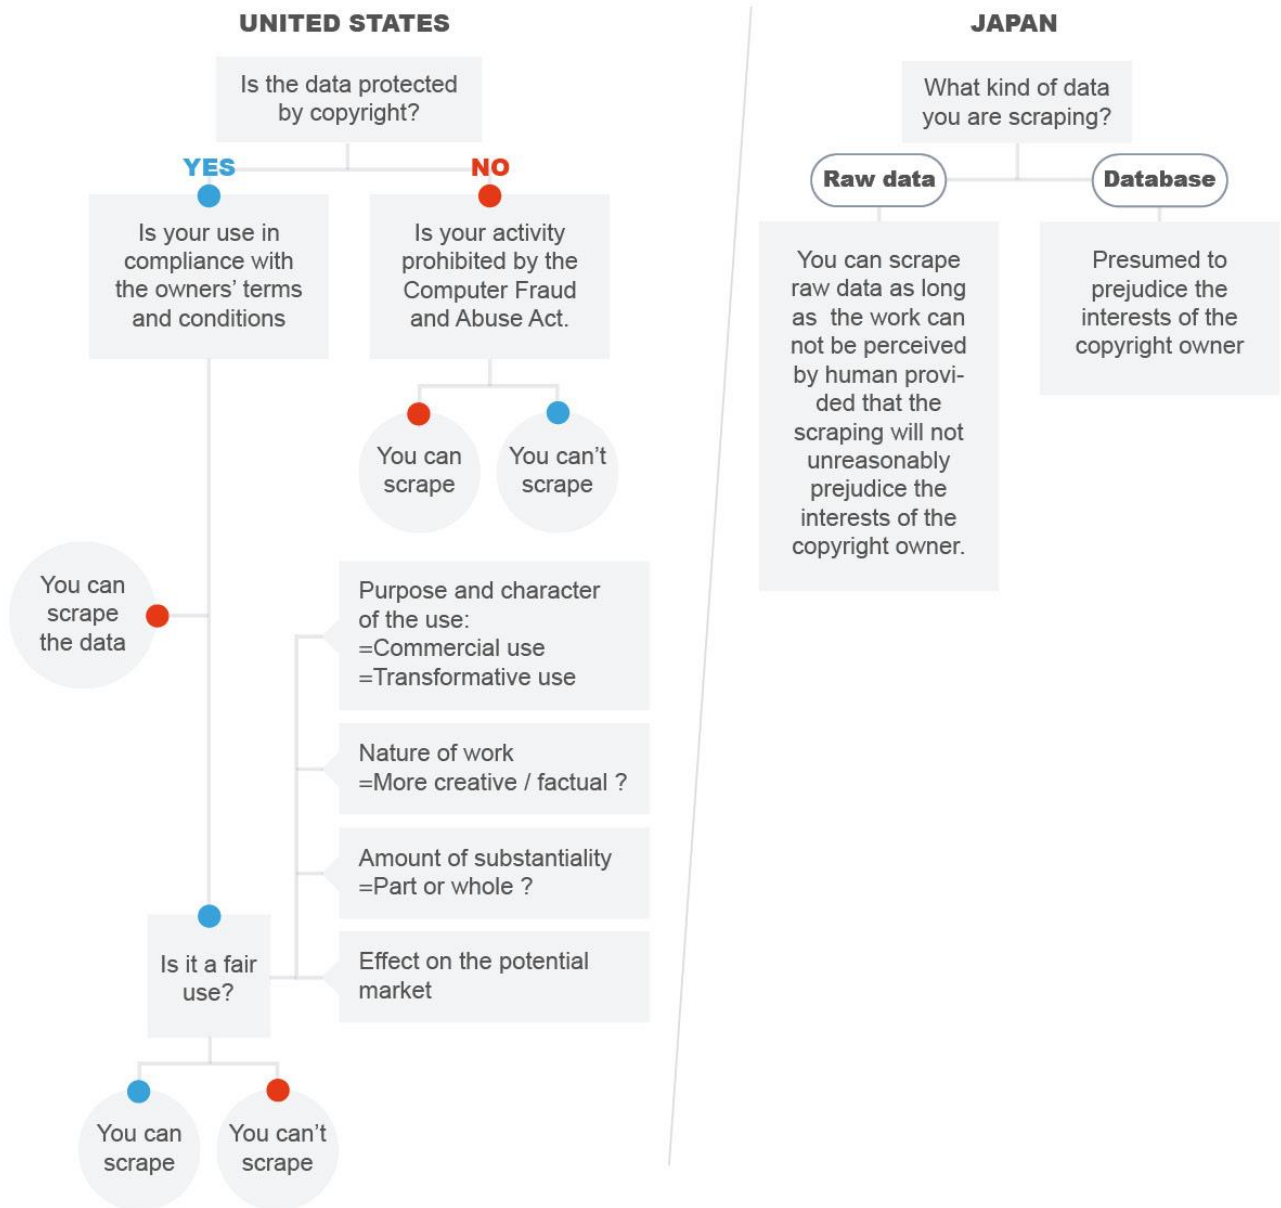 UNITED STATES
Is the data protected
by copyright?
YES
NO
Is your use in
compliance with
the owners’ terms
and conditions
Is your activity
prohibited by the
Computer Fraud
and Abuse Act.
You can
scrape
You can’t
scrape
You can
scrape
the data
Purpose and character
of the use:
=Commercial use
=Transformative use
Nature of work
=More creative / factual ?
Amount of substantiality
=Part or whole ?
Effect on the potential
market
Is it a fair
use?
You can
scrape
You can’t
scrape
JAPAN
What kind of data
you are scraping?
Raw data
Database
You can scrape
raw data as long
as the work can
not be perceived
by human provi-
ded that the
scraping will not
unreasonably
prejudice the
interests of the
copyright owner.
Presumed to
prejudice the
interests of the
copyright owner